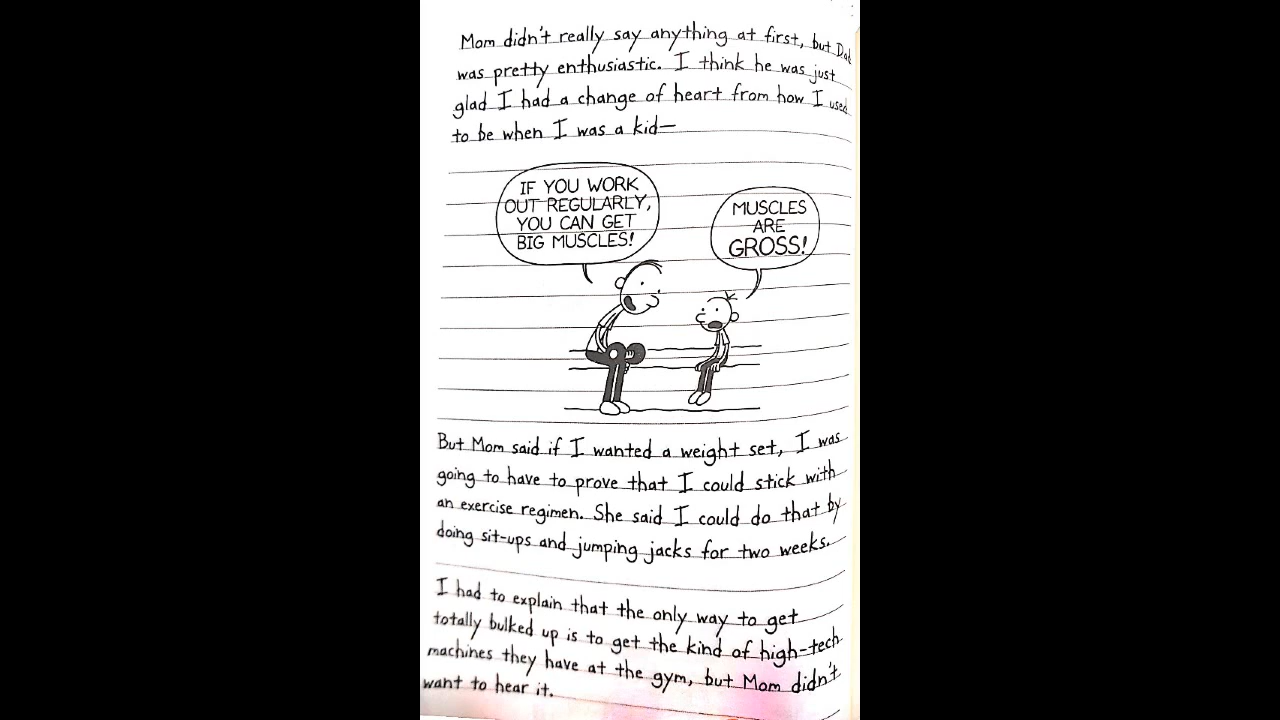 Mom didn't really say anything at first, but Dad
was pretty enthusiastic. I think he was just
glad I had a change of heart from how I used
to be when I was a kid—
IF YOU WORK
OUT REGULARLY,
YOU CAN GET
BIG MUSCLES!
MUSCLES
ARE
GROSS!
But Mom said if I wanted a weight set, I was
going to have to prove that I could stick with
an exercise regimen. She said I could do that by
doing sit-ups and jumping jacks for two weeks.
I had to explain that the only way to get
totally bulked up is to get the kind of high-tech
machines they have at the gym, but Mom didn't
want to hear it.